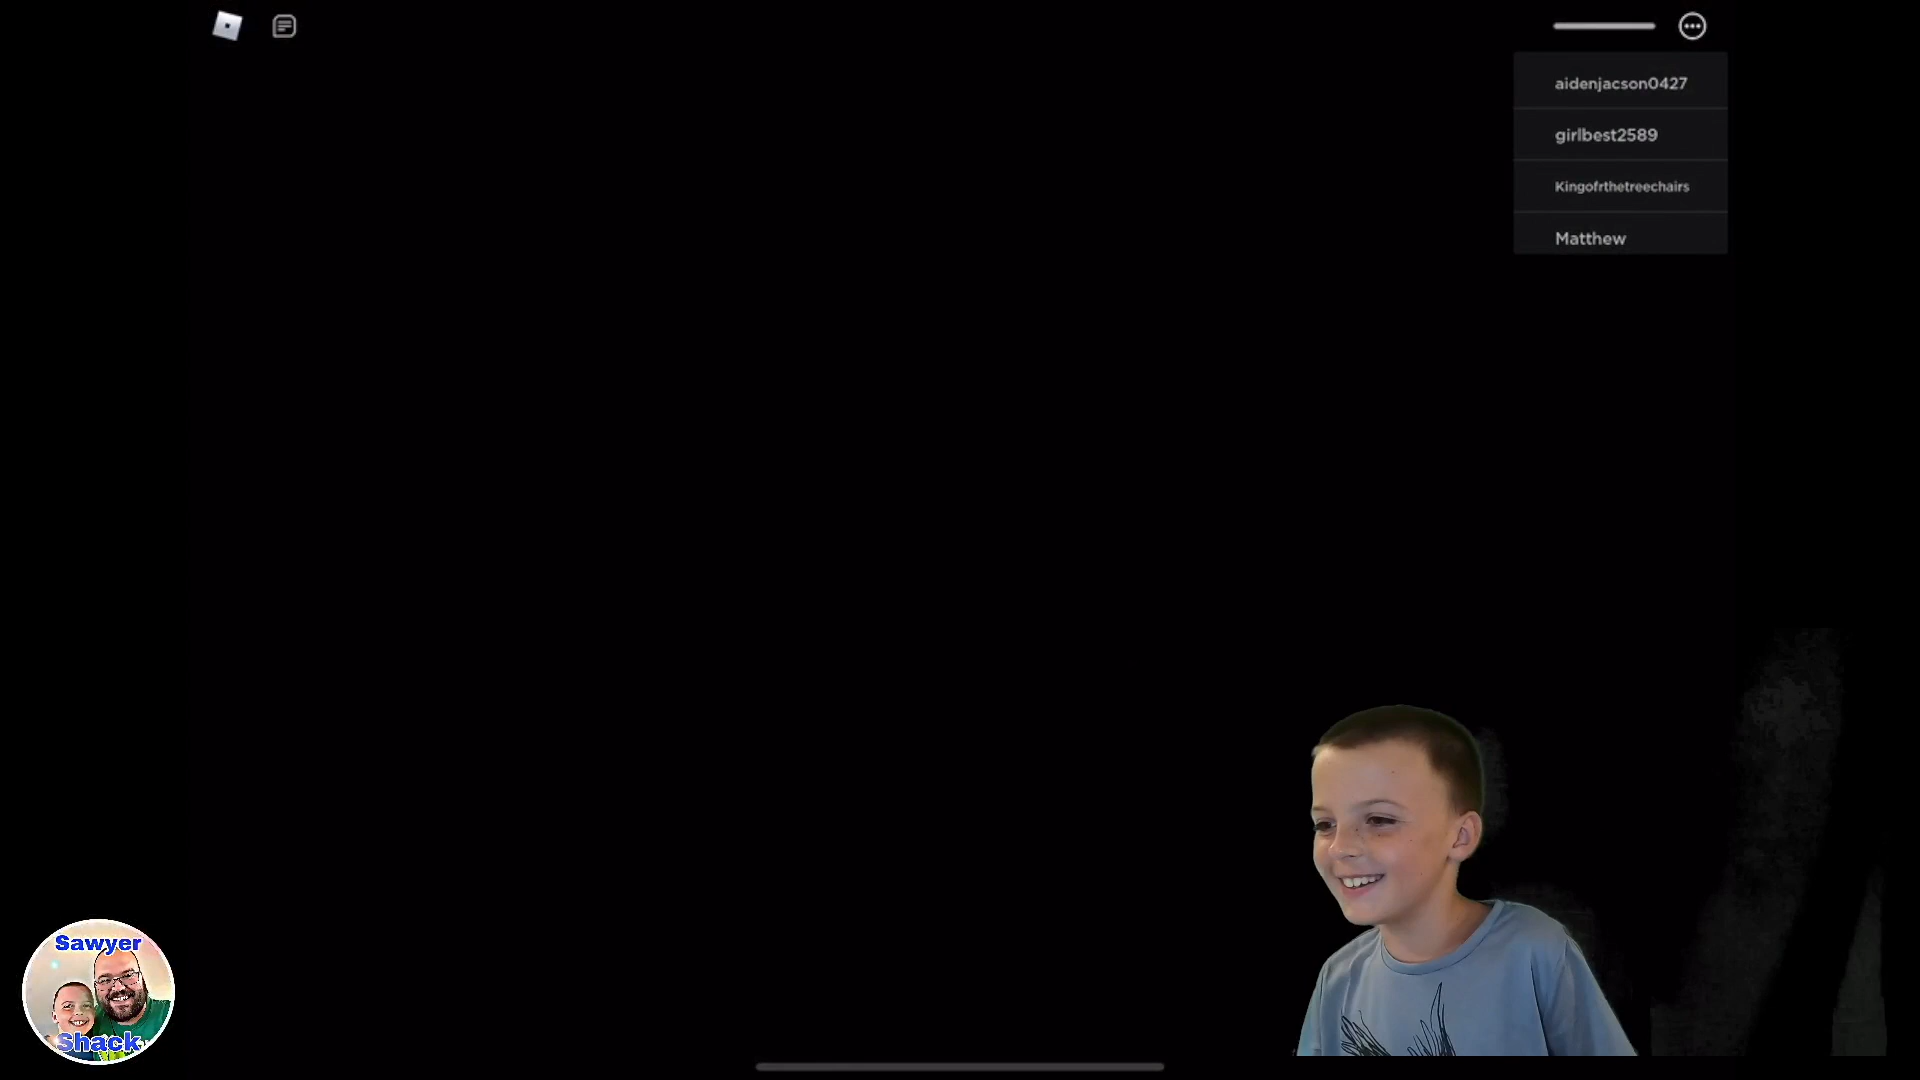 aidenjacson0427
girlbest2589
Kingofrthetreechairs
Matthew
Sawyer
Shack